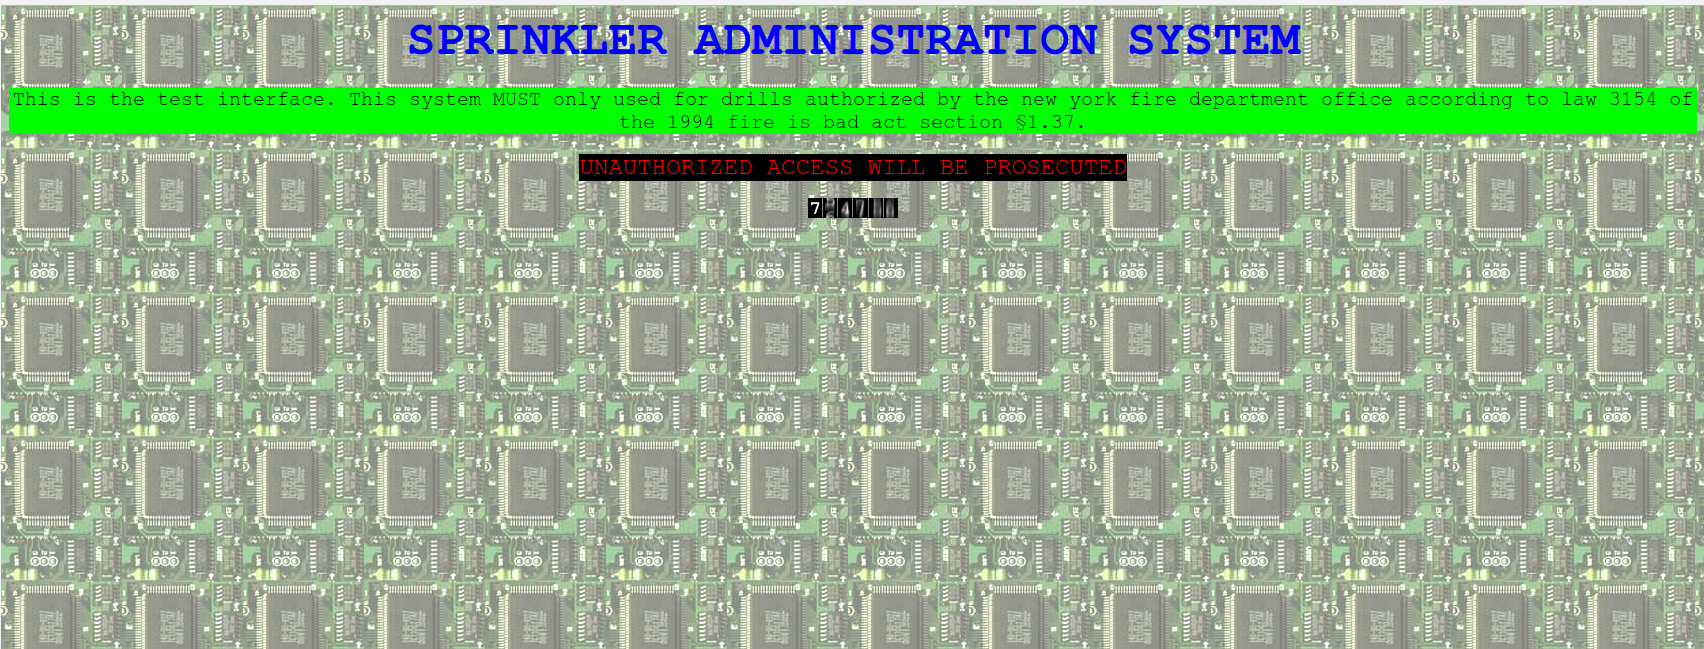 SPRINKLER ADMINISTRATION SYSTEM
This is the test interface. This system MUST only used for drills authorized by the new york fire department office according to law 3154 of
the 1994 fire is bad act section §1.37.
UNAUTHORIZED ACCESS WILL BE PROSECUTED